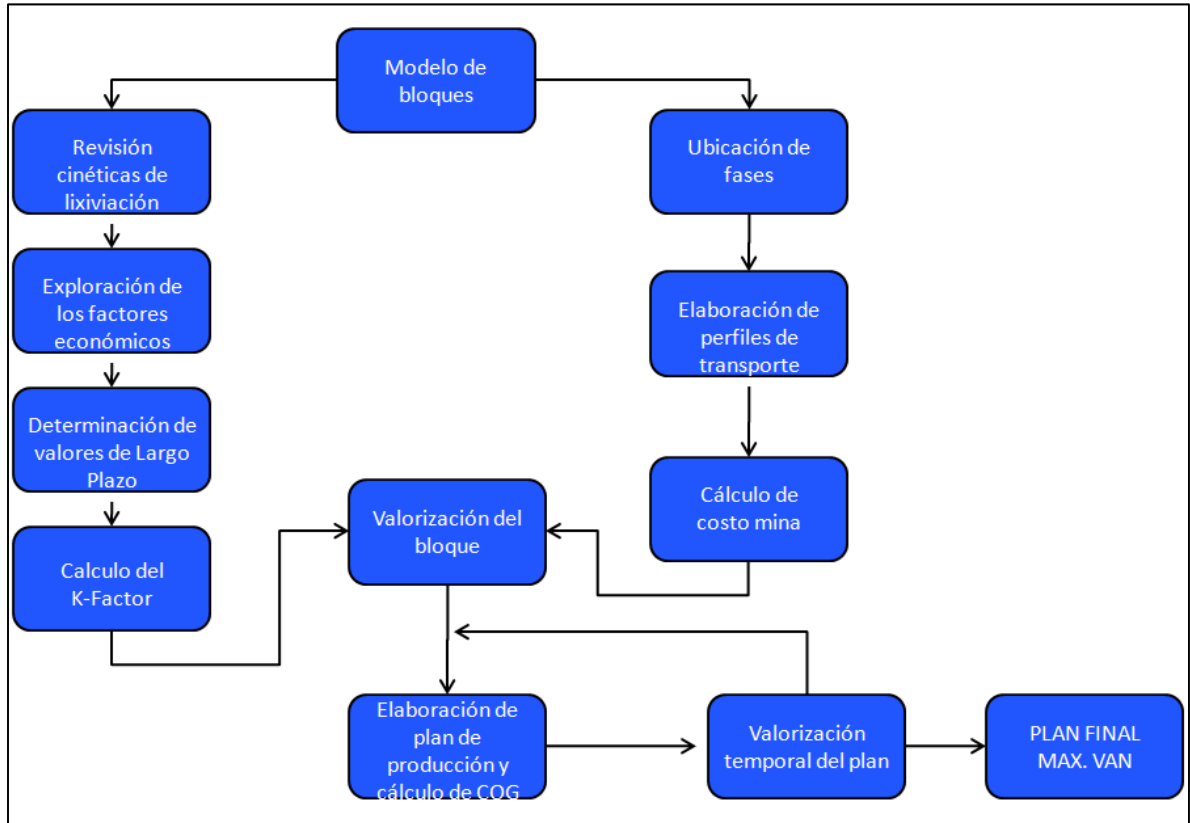 Modelo de
bloques
Revisión
cinéticas de
lixiviación
Ubicación de
fases
Exploración de
los factores
económicos
Elaboración de
perfiles de
transporte
Determinación de
valores de Largo
Plazo
Cálculo de
costo mina
Valorización del
bloque
Calculo del
K-Factor
Elaboración de
plan de
producción y
cálculo de COG
Valorización
temporal del plan
PLAN FINAL
MAX. VAN